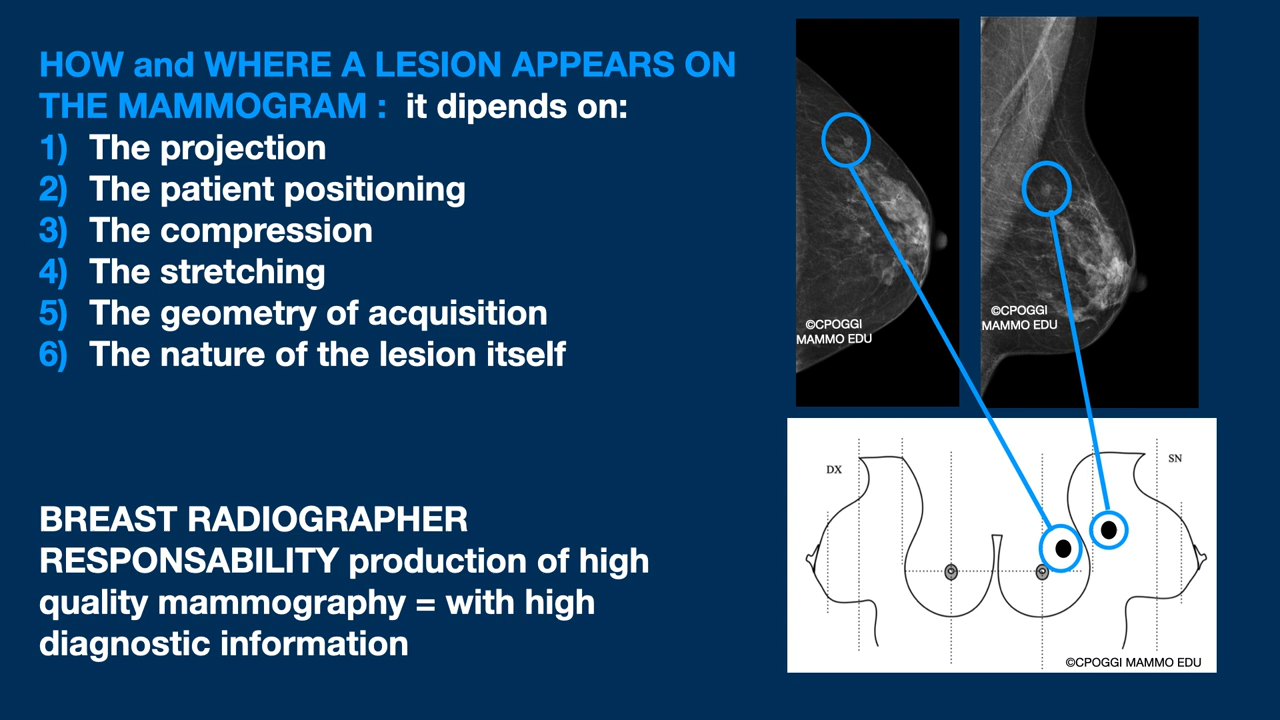 HOW and WHERE A LESION APPEARS ON
THE MAMMOGRAM : it dipends on:
1) The projection
2) The patient positioning
3) The compression
4) The stretching
5) The geometry of acquisition
6) The nature of the lesion itself
BREAST RADIOGRAPHER
RESPONSABILITY production of high
quality mammography = with high
diagnostic information
©CPOGGI
MAMMO EDU
©CPOGGI
MAMMO EDU
DX
SN
©CPOGGI MAMMO EDU